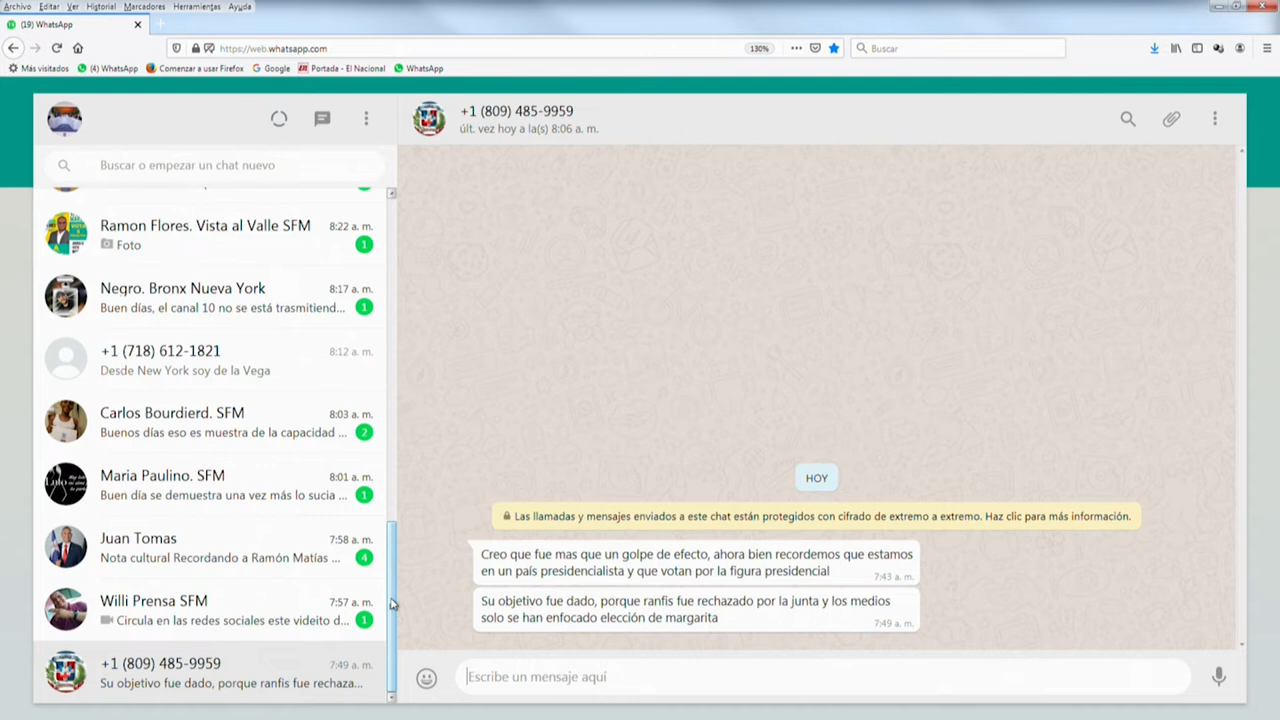 Archivo Editar Ver Historial Marcadores Herramientas Ayuda
(19) WhatsApp
https://web.whatsapp.com
130%
Buscar
Más visitados
(4) WhatsApp
Comenzar a usar Firefox
Google
Portada - El Nacional
WhatsApp
Buscar o empezar un chat nuevo
Ramon Flores. Vista al Valle SFM 8:22 a. m.
Foto 1
Negro. Bronx Nueva York 8:17 a. m.
Buen días, el canal 10 no se está trasmitiend... 1
+1 (718) 612-1821 8:12 a. m.
Desde New York soy de la Vega
Carlos Bourdierd. SFM 8:03 a. m.
Buenos días eso es muestra de la capacidad ... 2
Maria Paulino. SFM 8:01 a. m.
Buen día se demuestra una vez más lo sucia ... 1
Juan Tomas 7:58 a. m.
Nota cultural Recordando a Ramón Matías ... 4
Willi Prensa SFM 7:57 a. m.
Circula en las redes sociales este videito d... 1
+1 (809) 485-9959 7:49 a. m.
Su objetivo fue dado, porque ranfis fue rechaza...
+1 (809) 485-9959
últ. vez hoy a la(s) 8:06 a. m.
HOY
Las llamadas y mensajes enviados a este chat están protegidos con cifrado de extremo a extremo. Haz clic para más información.
Creo que fue mas que un golpe de efecto, ahora bien recordemos que estamos
en un país presidencialista y que votan por la figura presidencial
7:43 a. m.
Su objetivo fue dado, porque ranfis fue rechazado por la junta y los medios
solo se han enfocado elección de margarita
7:49 a. m.
Escribe un mensaje aquí